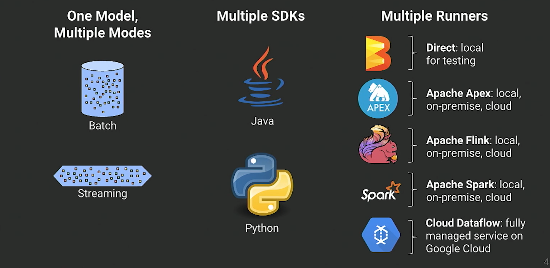 One Model,
Multiple Modes
Batch
Streaming
Multiple SDKs
Java
Python
Multiple Runners
Direct: local
for testing
APEX
Apache Apex: local,
on-premise, cloud
Apache Flink: local,
on-premise, cloud
Spark
Apache Spark: local,
on-premise, cloud
Cloud Dataflow: fully
managed service on
Google Cloud
4